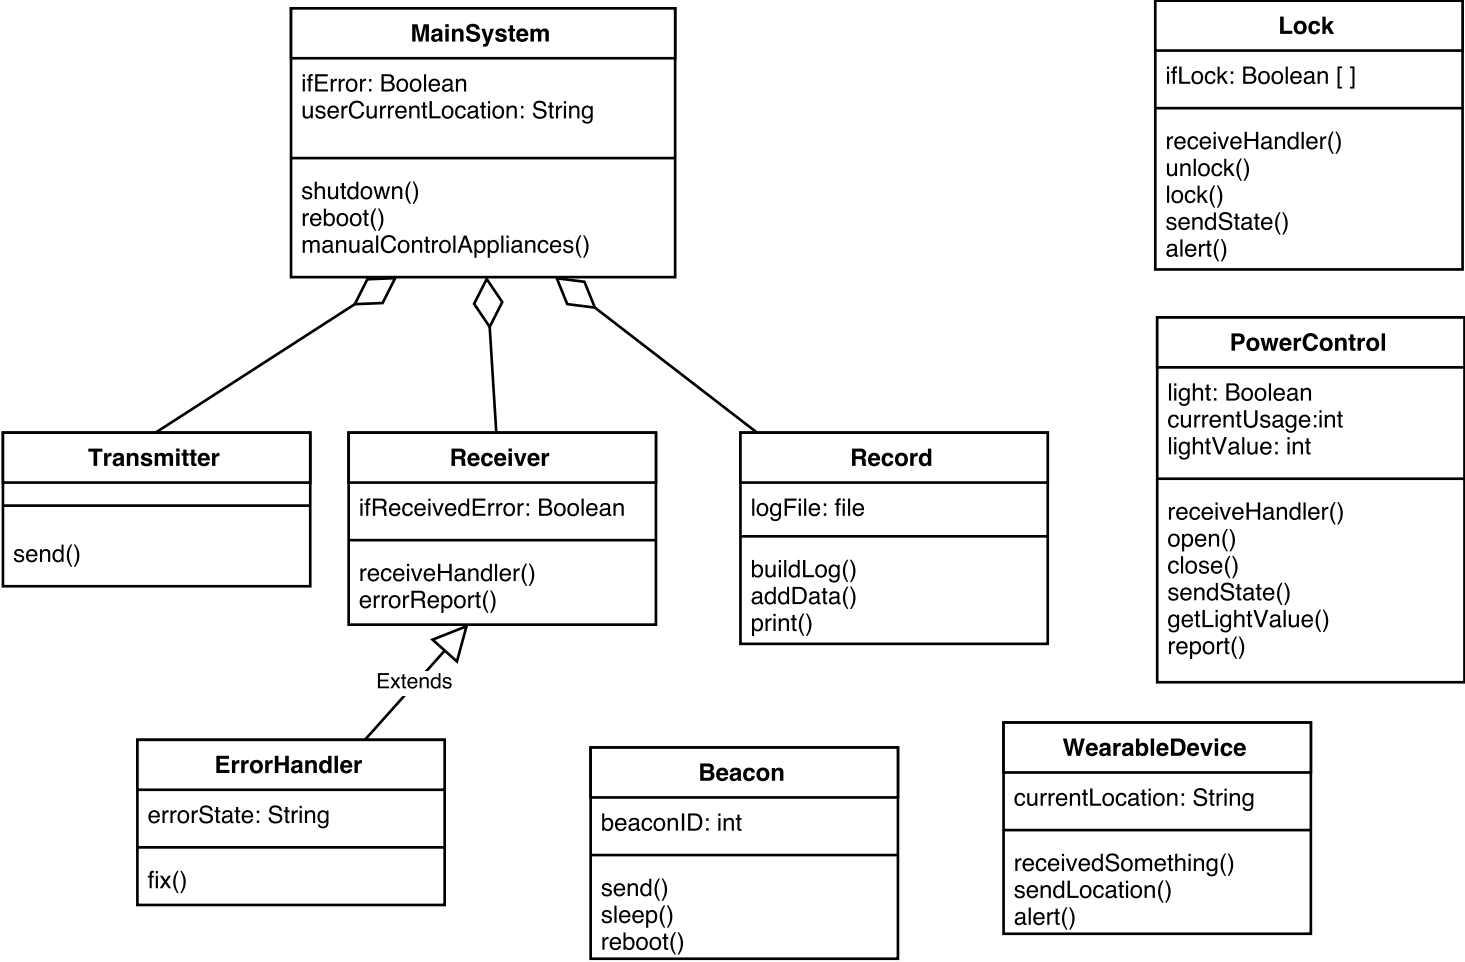 MainSystem
ifError: Boolean
userCurrentLocation: String
shutdown()
reboot()
manualControlAppliances()
Lock
ifLock: Boolean [ ]
receiveHandler()
unlock()
lock()
sendState()
alert()
PowerControl
light: Boolean
currentUsage:int
lightValue: int
receiveHandler()
open()
close()
sendState()
getLightValue()
report()
Transmitter
send()
Receiver
ifReceivedError: Boolean
receiveHandler()
errorReport()
Record
logFile: file
buildLog()
addData()
print()
Extends
ErrorHandler
errorState: String
fix()
Beacon
beaconID: int
send()
sleep()
reboot()
WearableDevice
currentLocation: String
receivedSomething()
sendLocation()
alert()